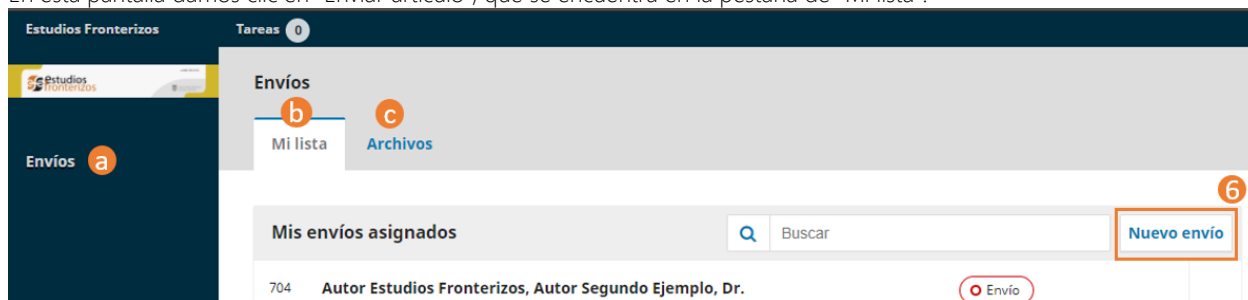 En esta pantalla damos clic en "Enviar artículo", que se encuentra en la pestaña de "Mi lista".
Estudios Fronterizos Tareas 0
estudios
fronterizos
Envíos
b c
Mi lista Archivos
Envíos a
6
Mis envíos asignados Buscar Nuevo envío
704 Autor Estudios Fronterizos, Autor Segundo Ejemplo, Dr. Envío